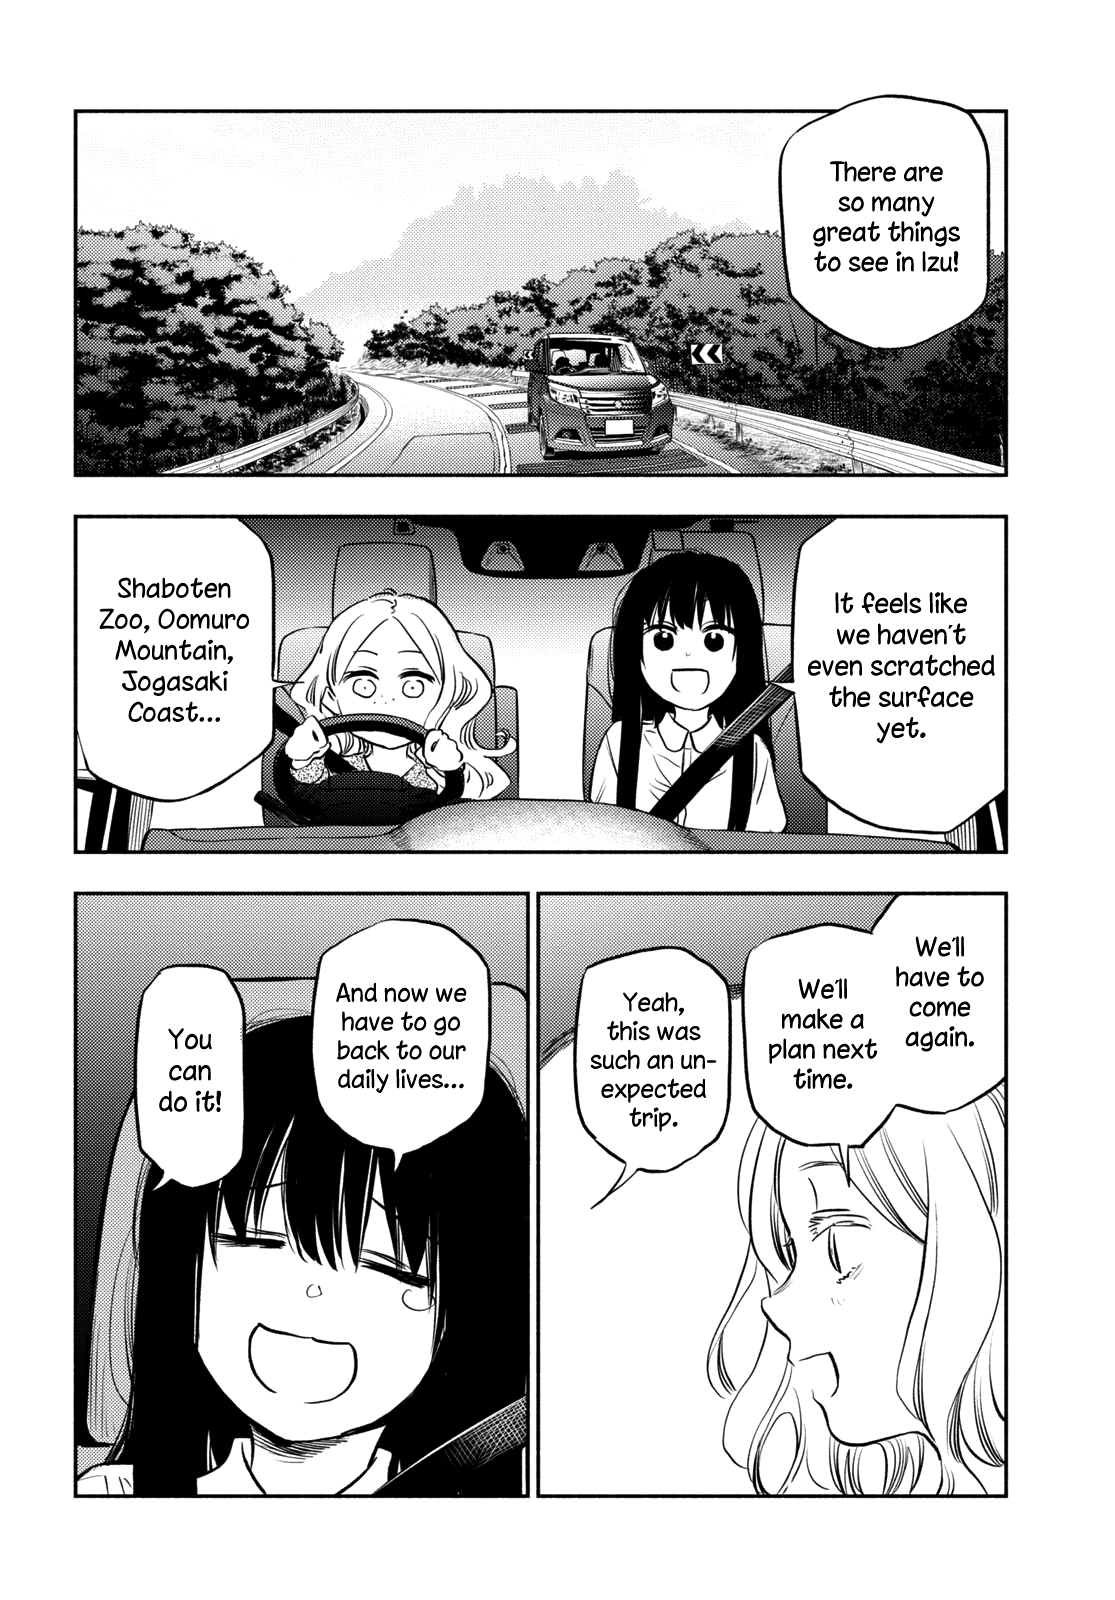 There are
so many
great things
to see in Izu!
It feels like
we haven't
even scratched
the surface
yet.
Shaboten
Zoo, Oomuro
Mountain,
Jogasaki
Coast...
We'll
have to
come
again.
We'll
make a
plan next
time.
Yeah,
this was
such an un-
expected
trip.
And now we
have to go
back to our
daily lives...
You
can
do it!